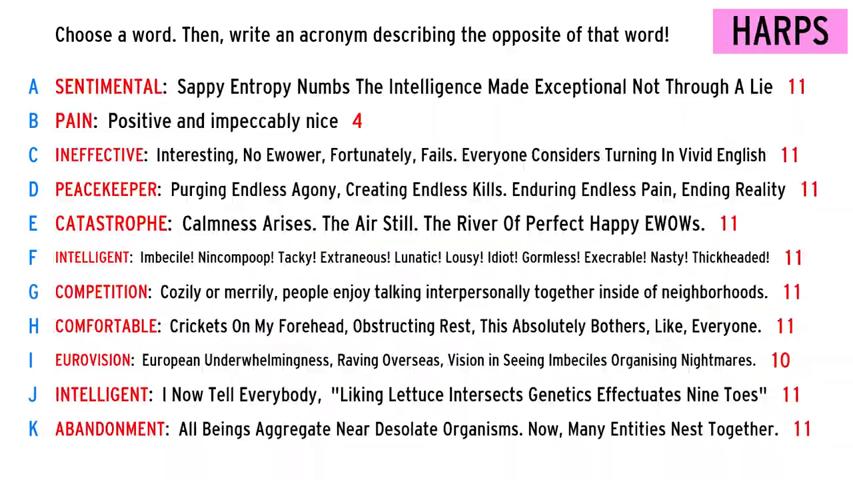 Choose a word. Then, write an acronym describing the opposite of that word!
HARPS
A SENTIMENTAL: Sappy Entropy Numbs The Intelligence Made Exceptional Not Through A Lie 11
B PAIN: Positive and impeccably nice 4
C INEFFECTIVE: Interesting, No Ewower, Fortunately, Fails. Everyone Considers Turning In Vivid English 11
D PEACEKEEPER: Purging Endless Agony, Creating Endless Kills. Enduring Endless Pain, Ending Reality 11
E CATASTROPHE: Calmness Arises. The Air Still. The River Of Perfect Happy EWOWs. 11
F INTELLIGENT: Imbecile! Nincompoop! Tacky! Extraneous! Lunatic! Lousy! Idiot! Gormless! Execrable! Nasty! Thickheaded! 11
G COMPETITION: Cozily or merrily, people enjoy talking interpersonally together inside of neighborhoods. 11
H COMFORTABLE: Crickets On My Forehead, Obstructing Rest, This Absolutely Bothers, Like, Everyone. 11
I EUROVISION: European Underwhelmingness, Raving Overseas, Vision in Seeing Imbeciles Organising Nightmares. 10
J INTELLIGENT: I Now Tell Everybody, "Liking Lettuce Intersects Genetics Effectuates Nine Toes" 11
K ABANDONMENT: All Beings Aggregate Near Desolate Organisms. Now, Many Entities Nest Together. 11